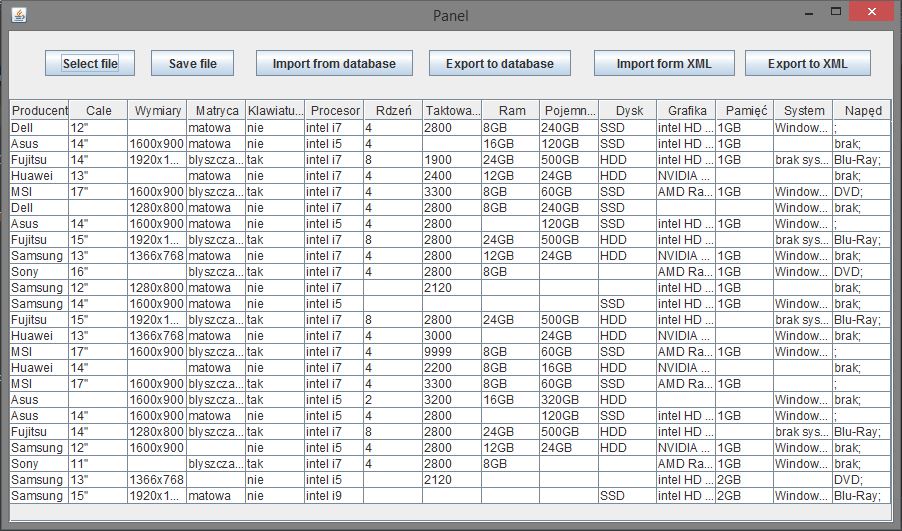 Panel
Select file Save file Import from database Export to database Import form XML Export to XML
Producent Cale Wymiary Matryca Klawiatu... Procesor Rdzeń Taktowa... Ram Pojemn... Dysk Grafika Pamięć System Napęd
Dell 12" matowa nie intel i7 4 2800 8GB 240GB SSD intel HD ... 1GB Window... ;
Asus 14" 1600x900 matowa nie intel i5 4 16GB 120GB SSD intel HD ... 1GB brak;
Fujitsu 14" 1920x1... blyszcza... tak intel i7 8 1900 24GB 500GB HDD intel HD ... 1GB brak sys... Blu-Ray;
Huawei 13" matowa nie intel i7 4 2400 12GB 24GB HDD NVIDIA ... brak;
MSI 17" 1600x900 blyszcza... tak intel i7 4 3300 8GB 60GB SSD AMD Ra... 1GB Window... DVD;
Dell 1280x800 matowa nie intel i7 4 2800 8GB 240GB SSD Window... brak;
Asus 14" 1600x900 matowa nie intel i5 4 2800 120GB SSD intel HD ... 1GB Window... ;
Fujitsu 15" 1920x1... blyszcza... tak intel i7 8 2800 24GB 500GB HDD intel HD ... brak sys... Blu-Ray;
Samsung 13" 1366x768 matowa nie intel i7 4 2800 12GB 24GB HDD NVIDIA ... 1GB Window... brak;
Sony 16" blyszcza... tak intel i7 4 2800 8GB AMD Ra... 1GB Window... DVD;
Samsung 12" 1280x800 matowa tak intel i7 2120 intel HD ... 1GB Window... brak;
Samsung 14" 1600x900 matowa nie intel i5 SSD intel HD ... 1GB Window... brak;
Fujitsu 15" 1920x1... blyszcza... tak intel i7 8 2800 24GB 500GB HDD intel HD ... brak sys... Blu-Ray;
Huawei 13" 1366x768 matowa nie intel i7 4 3000 24GB HDD NVIDIA ... Window... brak;
MSI 17" 1600x900 blyszcza... tak intel i7 4 9999 8GB 60GB SSD AMD Ra... 1GB Window... ;
Huawei 14" matowa nie intel i7 4 2200 8GB 16GB HDD NVIDIA ... brak;
MSI 17" 1600x900 blyszcza... tak intel i7 4 3300 8GB 60GB SSD AMD Ra... 1GB ;
Asus 1600x900 blyszcza... tak intel i5 2 3200 16GB 320GB HDD Window... brak;
Asus 14" 1600x900 matowa nie intel i5 4 2800 120GB SSD intel HD ... 1GB Window... brak;
Fujitsu 14" 1280x800 blyszcza... tak intel i7 8 2800 24GB 500GB HDD intel HD ... brak sys... Blu-Ray;
Samsung 12" 1600x900 nie intel i5 4 2800 12GB 24GB HDD NVIDIA ... 1GB Window... brak;
Sony 11" blyszcza... tak intel i7 4 2800 8GB AMD Ra... 1GB Window... brak;
Samsung 13" 1366x768 nie intel i5 2120 intel HD ... 2GB DVD;
Samsung 15" 1920x1... matowa nie intel i9 SSD intel HD ... 2GB Window... Blu-Ray;